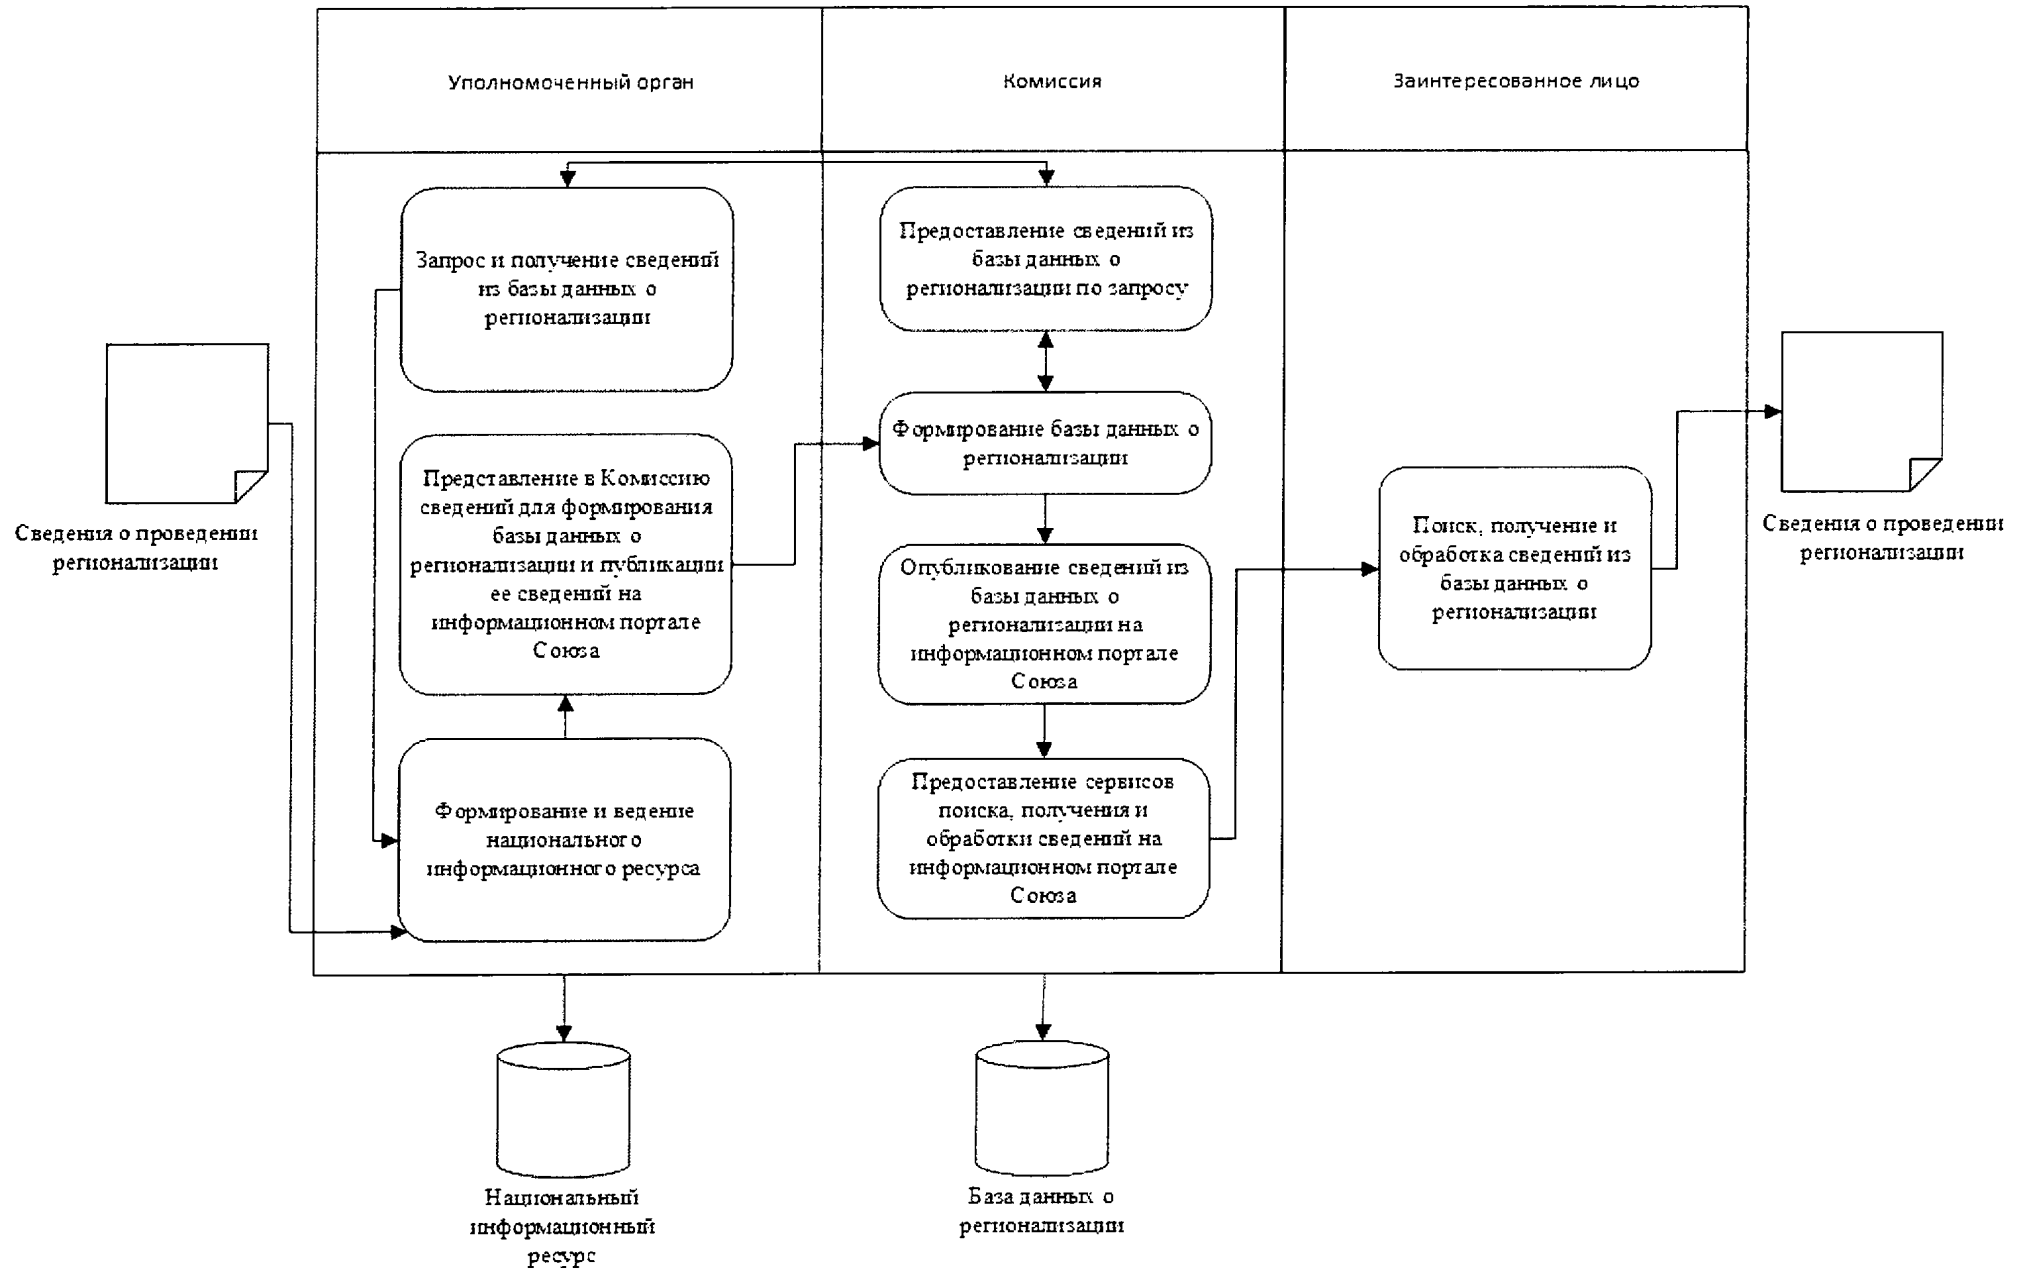 Уполномоченный орган
Комиссия
Заинтересованное лицо
Запрос и получение сведений
из базы данных о
регионализации
Представление в Комиссию
сведений для формирования
базы данных о
регионализации и публикации
ее сведений на
информационном портале
Союза
Формирование и ведение
национального
информационного ресурса
Предоставление сведений из
базы данных о
регионализации по запросу
Формирование базы данных о
регионализации
Опубликование сведений из
базы данных о
регионализации на
информационном портале
Союза
Предоставление сервисов
поиска, получения и
обработки сведений на
информационном портале
Союза
Поиск, получение и
обработка сведений из
базы данных о
регионализации
Сведения о проведении
регионализации
Сведения о проведении
регионализации
Национальный
информационный
ресурс
База данных о
регионализации